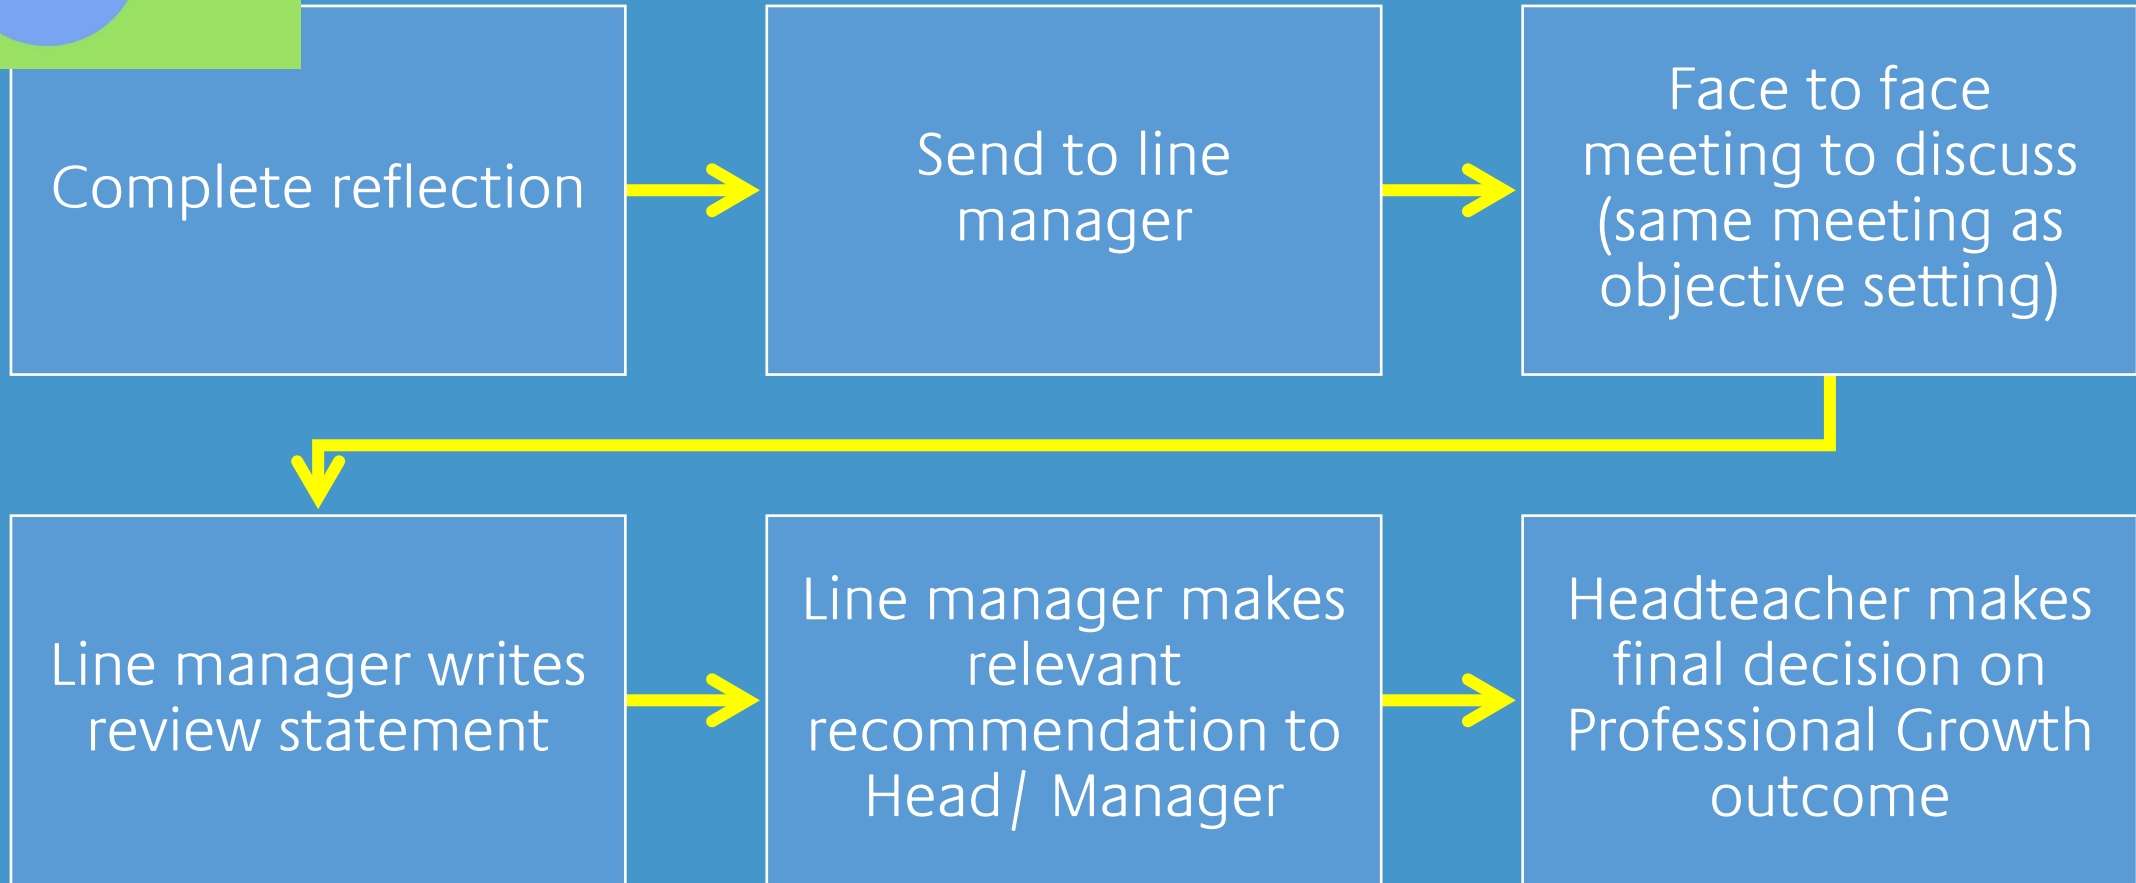 Complete reflection
Send to line
manager
Face to face
meeting to discuss
(same meeting as
objective setting)
Line manager writes
review statement
Line manager makes
relevant
recommendation to
Head/ Manager
Headteacher makes
final decision on
Professional Growth
outcome